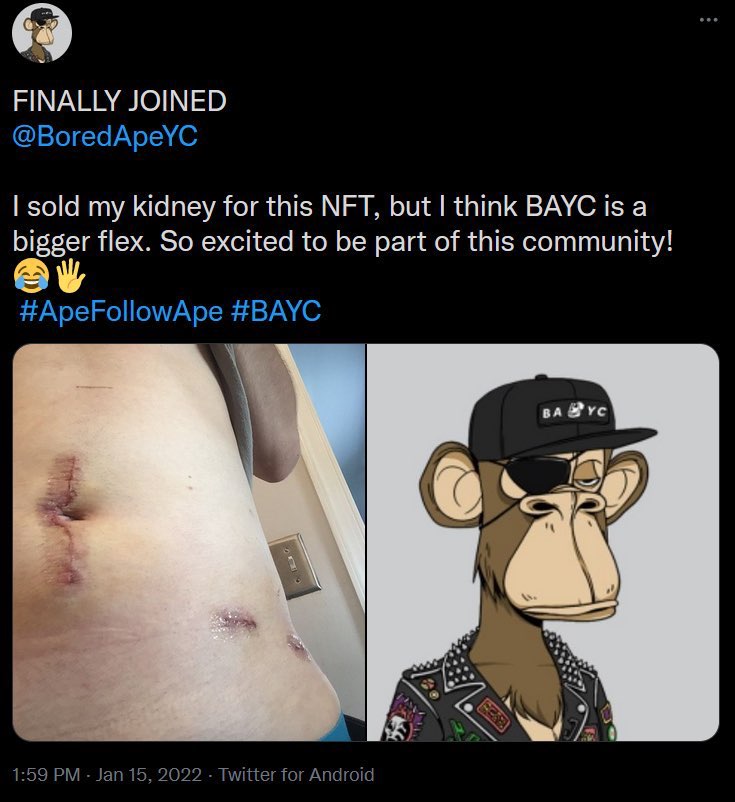 FINALLY JOINED
@BoredApeYC
I sold my kidney for this NFT, but I think BAYC is a
bigger flex. So excited to be part of this community!
😂🖐
#ApeFollowApe #BAYC
BA YC
1:59 PM · Jan 15, 2022 · Twitter for Android